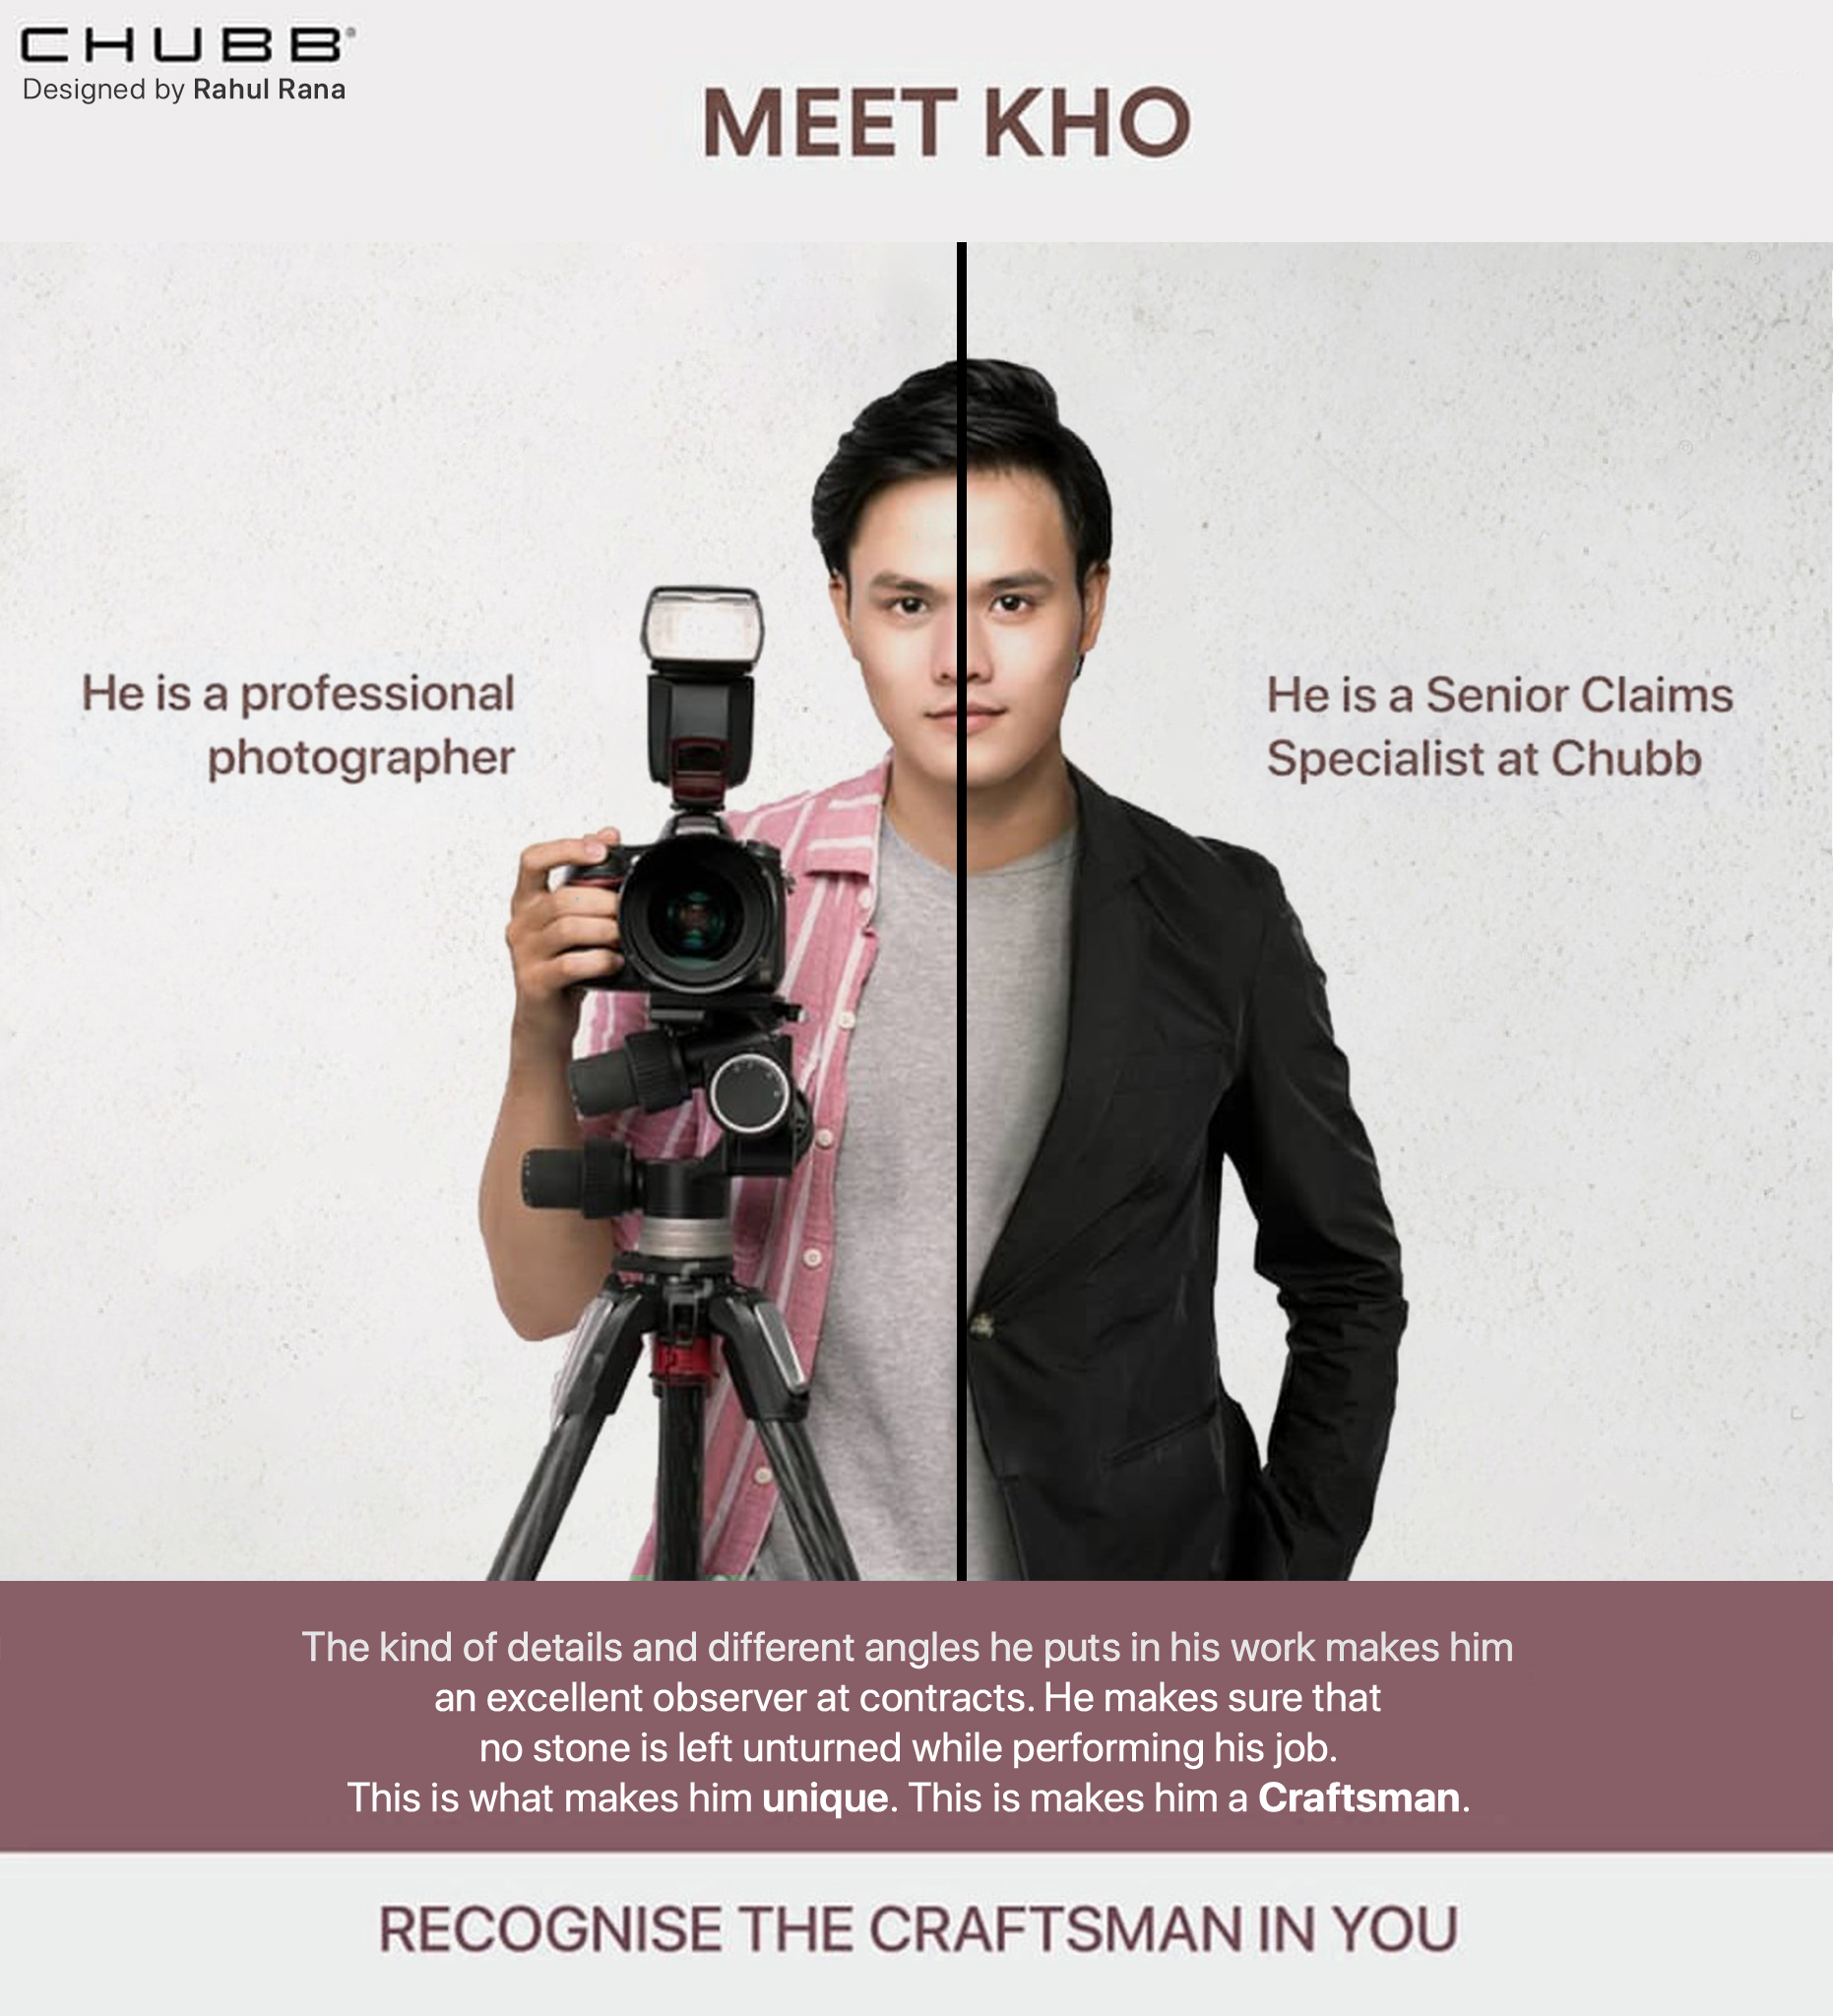 CHUBB®
Designed by Rahul Rana
MEET KHO
He is a professional
photographer
He is a Senior Claims
Specialist at Chubb
The kind of details and different angles he puts in his work makes him
an excellent observer at contracts. He makes sure that
no stone is left unturned while performing his job.
This is what makes him unique. This is makes him a Craftsman.
RECOGNISE THE CRAFTSMAN IN YOU